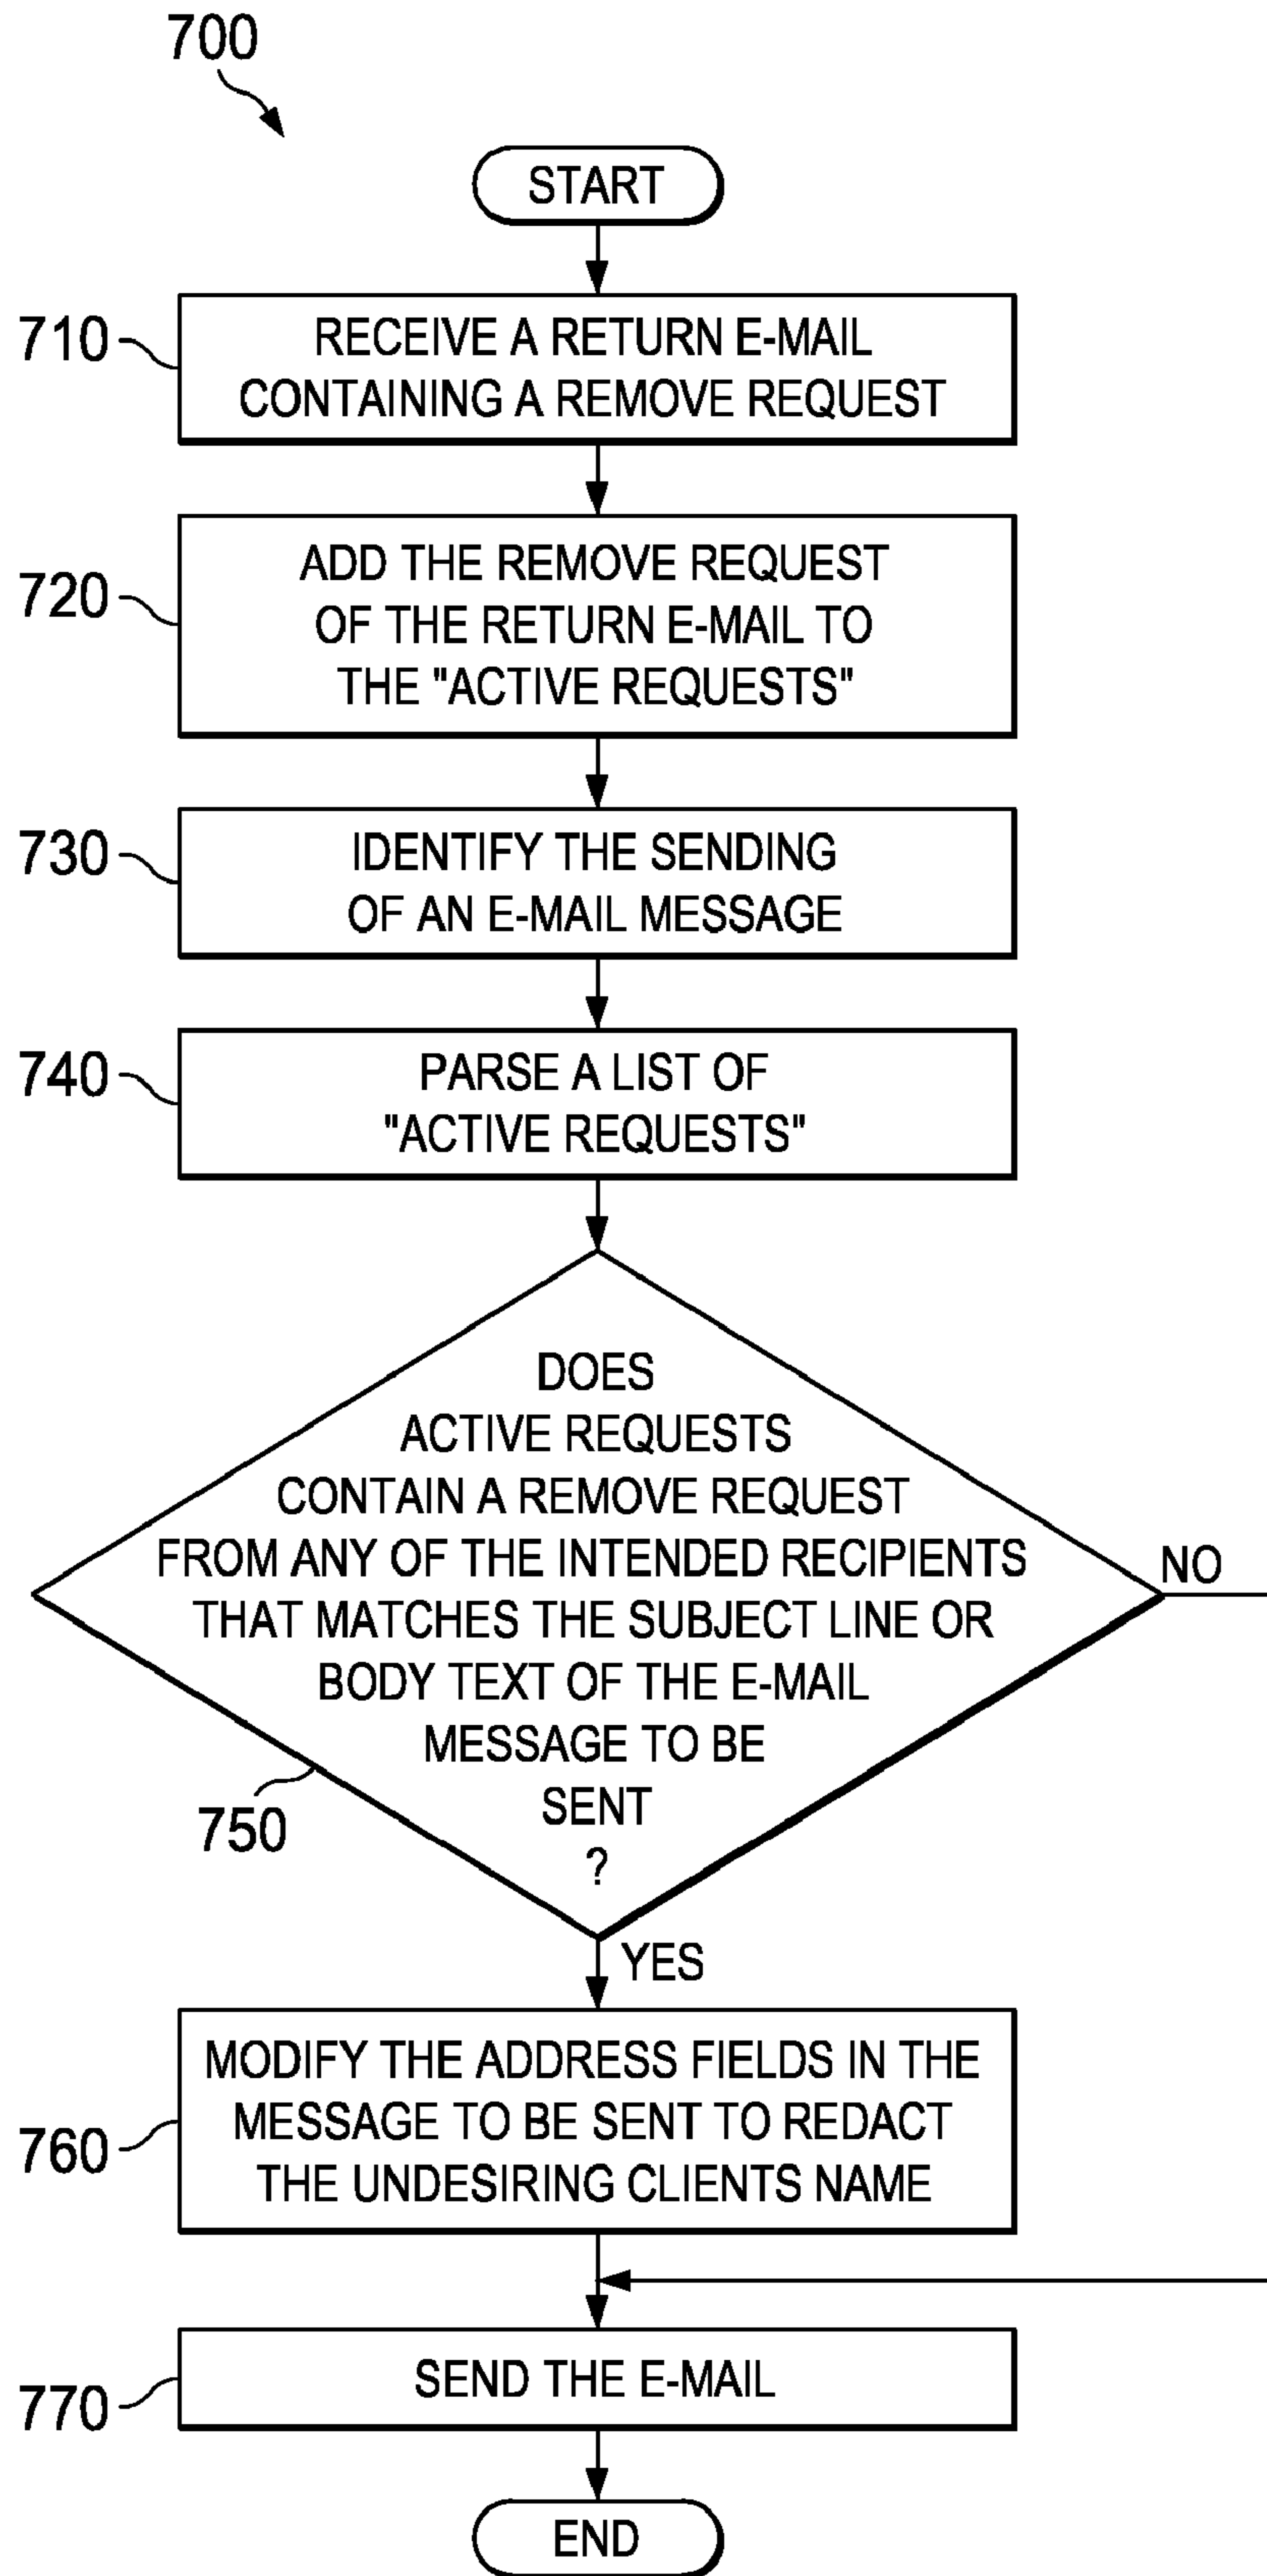 700
START
710
RECEIVE A RETURN E-MAIL
CONTAINING A REMOVE REQUEST
720
ADD THE REMOVE REQUEST
OF THE RETURN E-MAIL TO
THE "ACTIVE REQUESTS"
730
IDENTIFY THE SENDING
OF AN E-MAIL MESSAGE
740
PARSE A LIST OF
"ACTIVE REQUESTS"
DOES
ACTIVE REQUESTS
CONTAIN A REMOVE REQUEST
FROM ANY OF THE INTENDED RECIPIENTS
THAT MATCHES THE SUBJECT LINE OR
BODY TEXT OF THE E-MAIL
MESSAGE TO BE
SENT
?
NO
750
YES
760
MODIFY THE ADDRESS FIELDS IN THE
MESSAGE TO BE SENT TO REDACT
THE UNDESIRING CLIENTS NAME
770
SEND THE E-MAIL
END